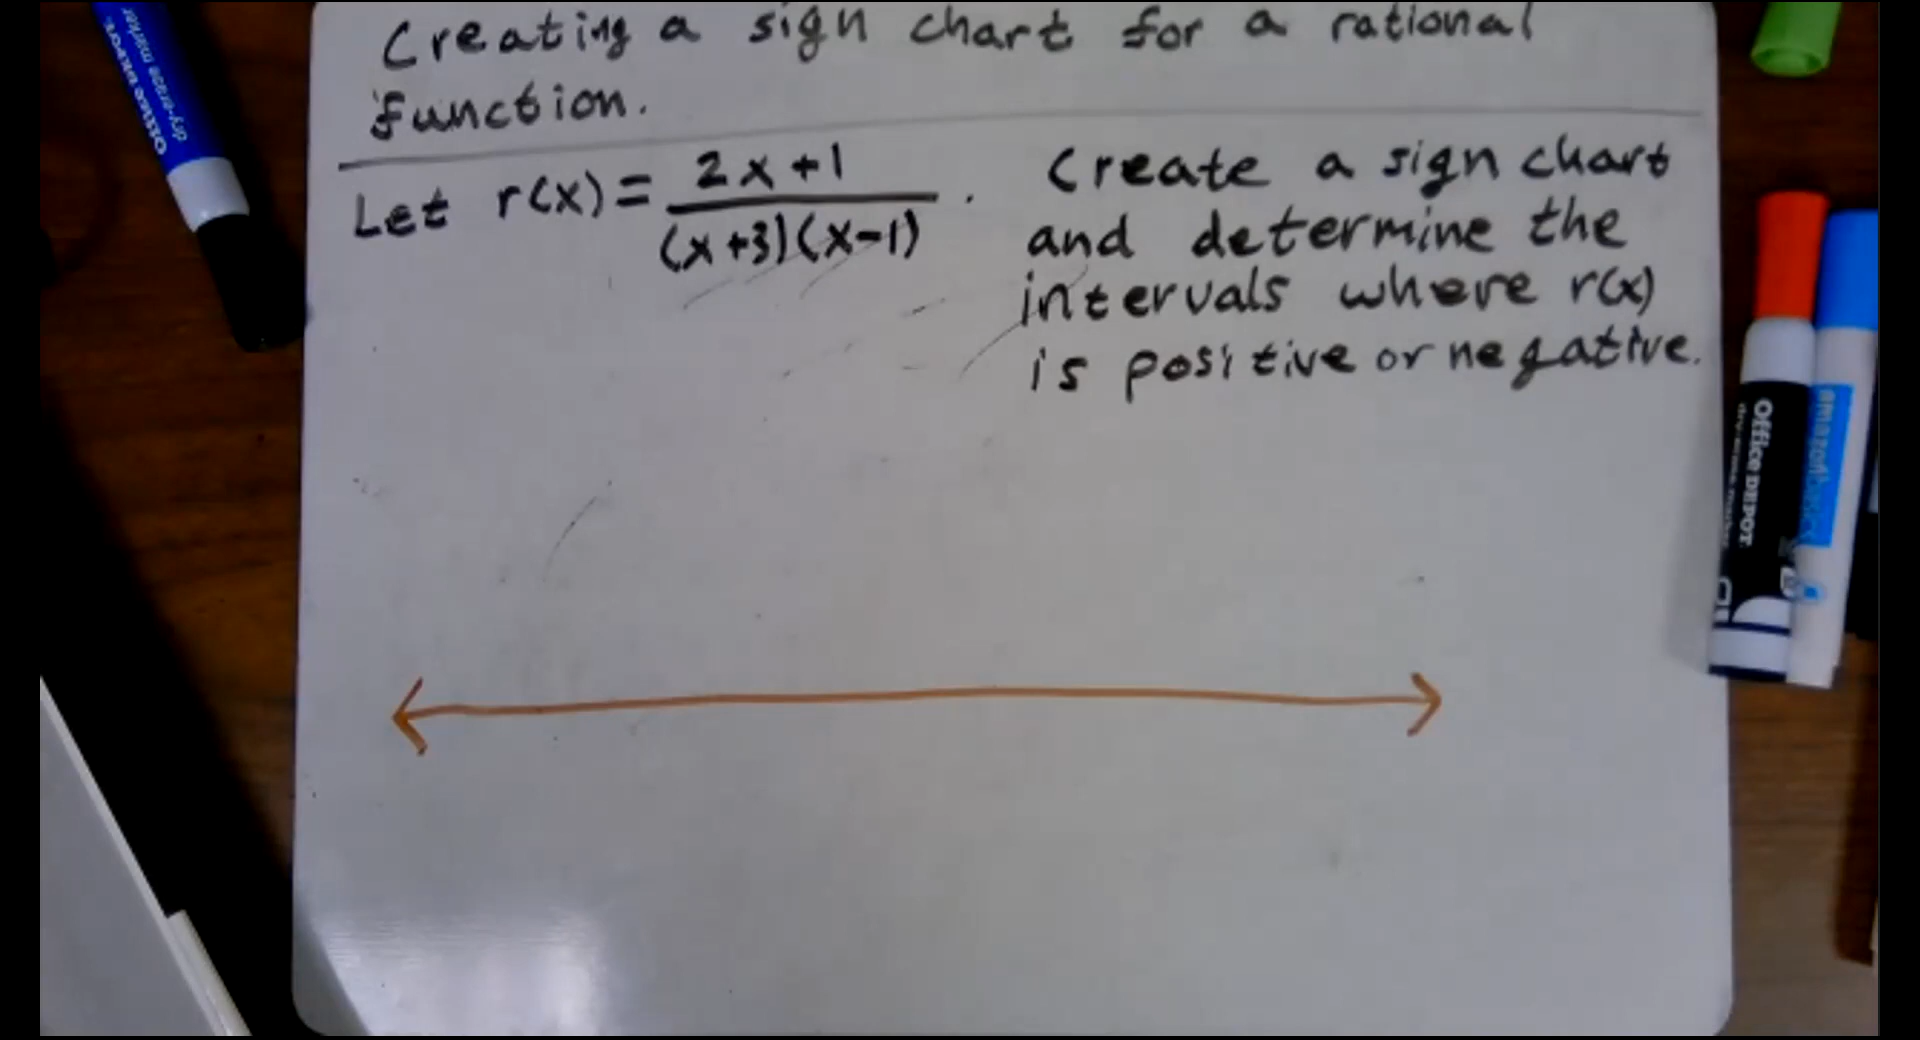 Creating a sign chart for a rational
function.
Let r(x) = (2x+1)/((x+3)(x-1)).
Create a sign chart
and determine the
intervals where r(x)
is positive or negative.
Office DEPOT.
dry-erase marker
Office DEPOT.
amazon